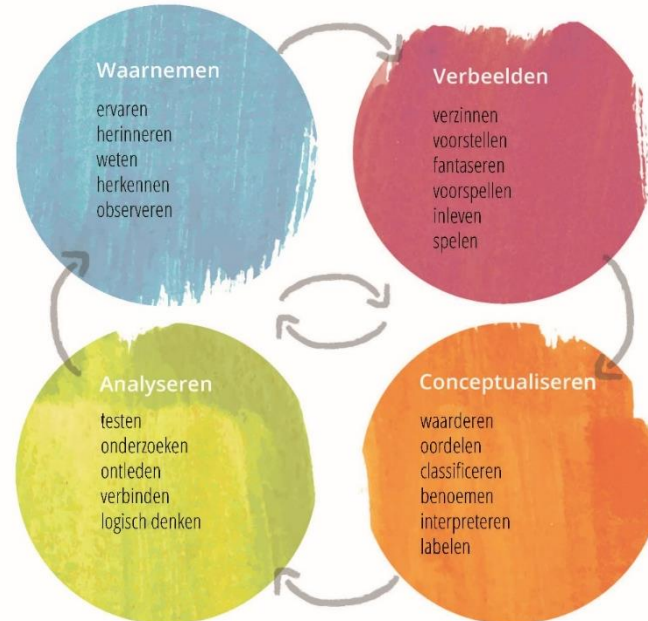 Waarnemen
ervaren
herinneren
weten
herkennen
observeren
Verbeelden
verzinnen
voorstellen
fantaseren
voorspellen
inleven
spelen
Analyseren
testen
onderzoeken
ontleden
verbinden
logisch denken
Conceptualiseren
waarderen
oordelen
classificeren
benoemen
interpreteren
labelen